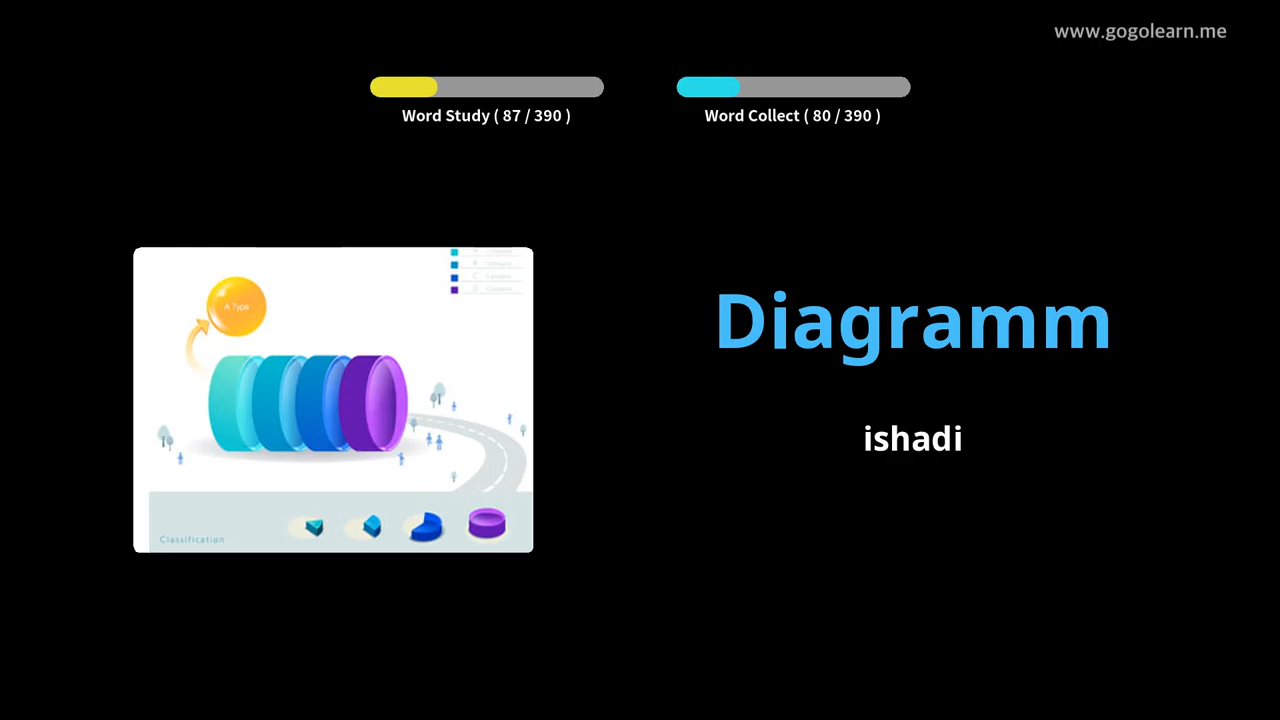 www.gogolearn.me
Word Study ( 87 / 390 )
Word Collect ( 80 / 390 )
A Type
Diagramm
ishadi
Classification